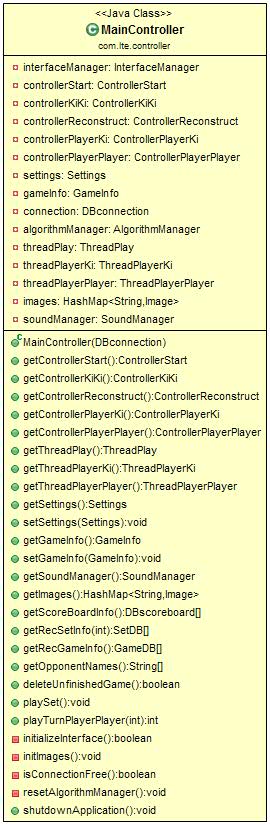 <<Java Class>>
C MainController
com.lte.controller
interfaceManager: InterfaceManager
controllerStart: ControllerStart
controllerKiKi: ControllerKiKi
controllerReconstruct: ControllerReconstruct
controllerPlayerKi: ControllerPlayerKi
controllerPlayerPlayer: ControllerPlayerPlayer
settings: Settings
gameInfo: GameInfo
connection: DBconnection
algorithmManager: AlgorithmManager
threadPlay: ThreadPlay
threadPlayerKi: ThreadPlayerKi
threadPlayerPlayer: ThreadPlayerPlayer
images: HashMap<String,Image>
soundManager: SoundManager
C MainController(DBconnection)
getControllerStart():ControllerStart
getControllerKiKi():ControllerKiKi
getControllerReconstruct():ControllerReconstruct
getControllerPlayerKi():ControllerPlayerKi
getControllerPlayerPlayer():ControllerPlayerPlayer
getThreadPlay():ThreadPlay
getThreadPlayerKi():ThreadPlayerKi
getThreadPlayerPlayer():ThreadPlayerPlayer
getSettings():Settings
setSettings(Settings):void
getGameInfo():GameInfo
setGameInfo(GameInfo):void
getSoundManager():SoundManager
getImages():HashMap<String,Image>
getScoreBoardInfo():DBscoreboard[]
getRecSetInfo(int):SetDB[]
getRecGameInfo():GameDB[]
getOpponentNames():String[]
deleteUnfinishedGame():boolean
playSet():void
playTurnPlayerPlayer(int):int
initializeInterface():boolean
initImages():void
isConnectionFree():boolean
resetAlgorithmManager():void
shutdownApplication():void